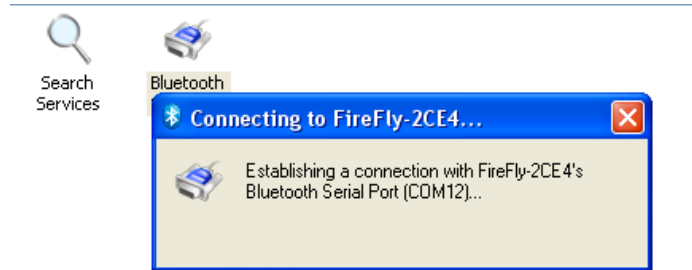 Search
Services
Bluetooth
Connecting to FireFly-2CE4...
Establishing a connection with FireFly-2CE4's
Bluetooth Serial Port (COM12)...